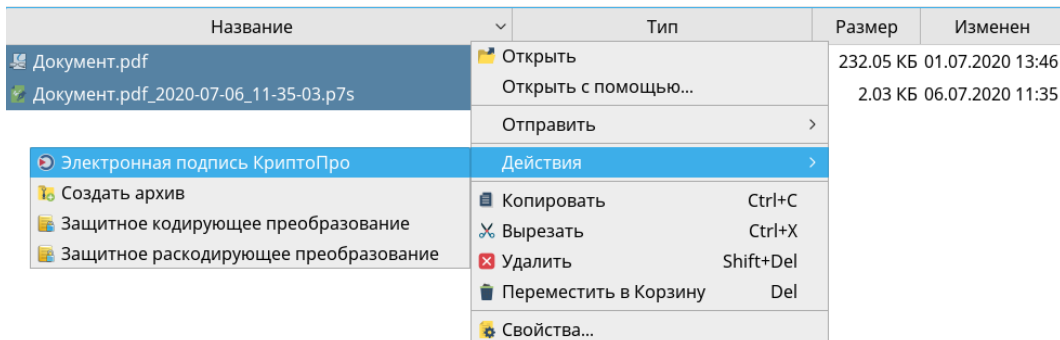 Название Тип Размер Изменен
Документ.pdf 232.05 КБ 01.07.2020 13:46
Документ.pdf_2020-07-06_11-35-03.p7s 2.03 КБ 06.07.2020 11:35
Открыть
Открыть с помощью...
Отправить
Действия
Копировать Ctrl+C
Вырезать Ctrl+X
Удалить Shift+Del
Переместить в Корзину Del
Свойства...
Электронная подпись КриптоПро
Создать архив
Защитное кодирующее преобразование
Защитное раскодирующее преобразование